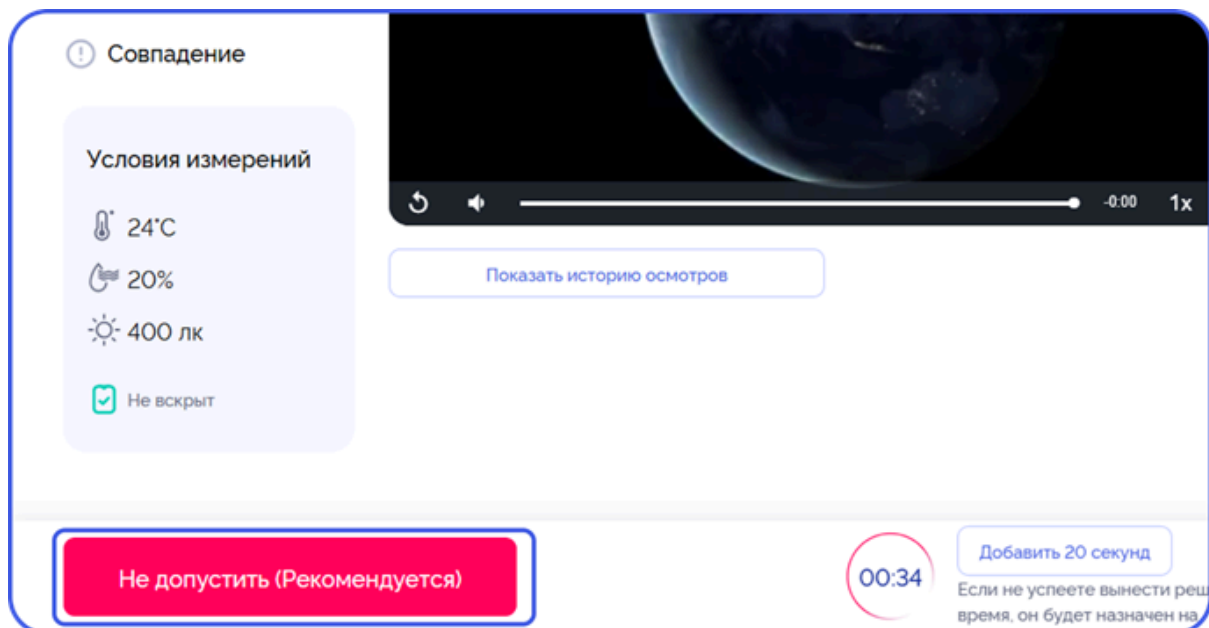 Совпадение
Условия измерений
24°C
20%
400 лк
Не вскрыт
-0:00 1x
Показать историю осмотров
Не допустить (Рекомендуется)
00:34
Добавить 20 секунд
Если не успеете вынести
время, он будет назначен на